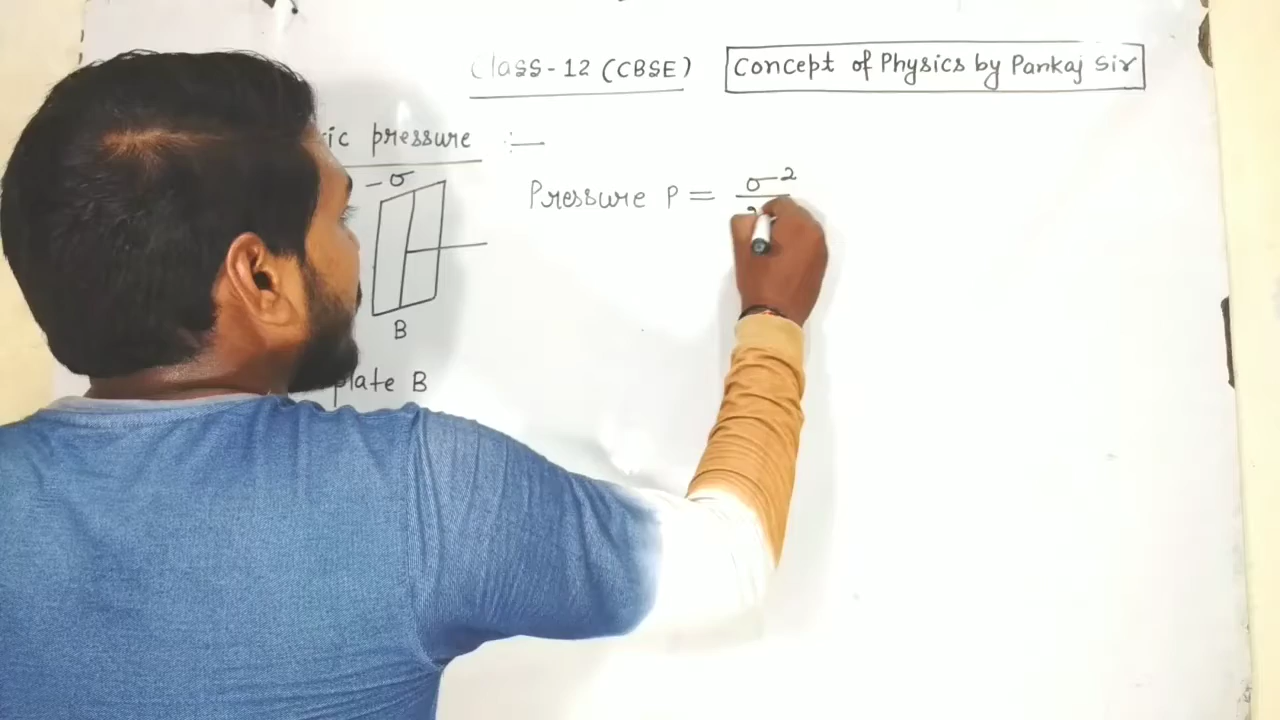 Class-12 (CBSE)
Concept of Physics by Pankaj Sir
pressure :-
-σ
Pressure P = σ²
B
plate B